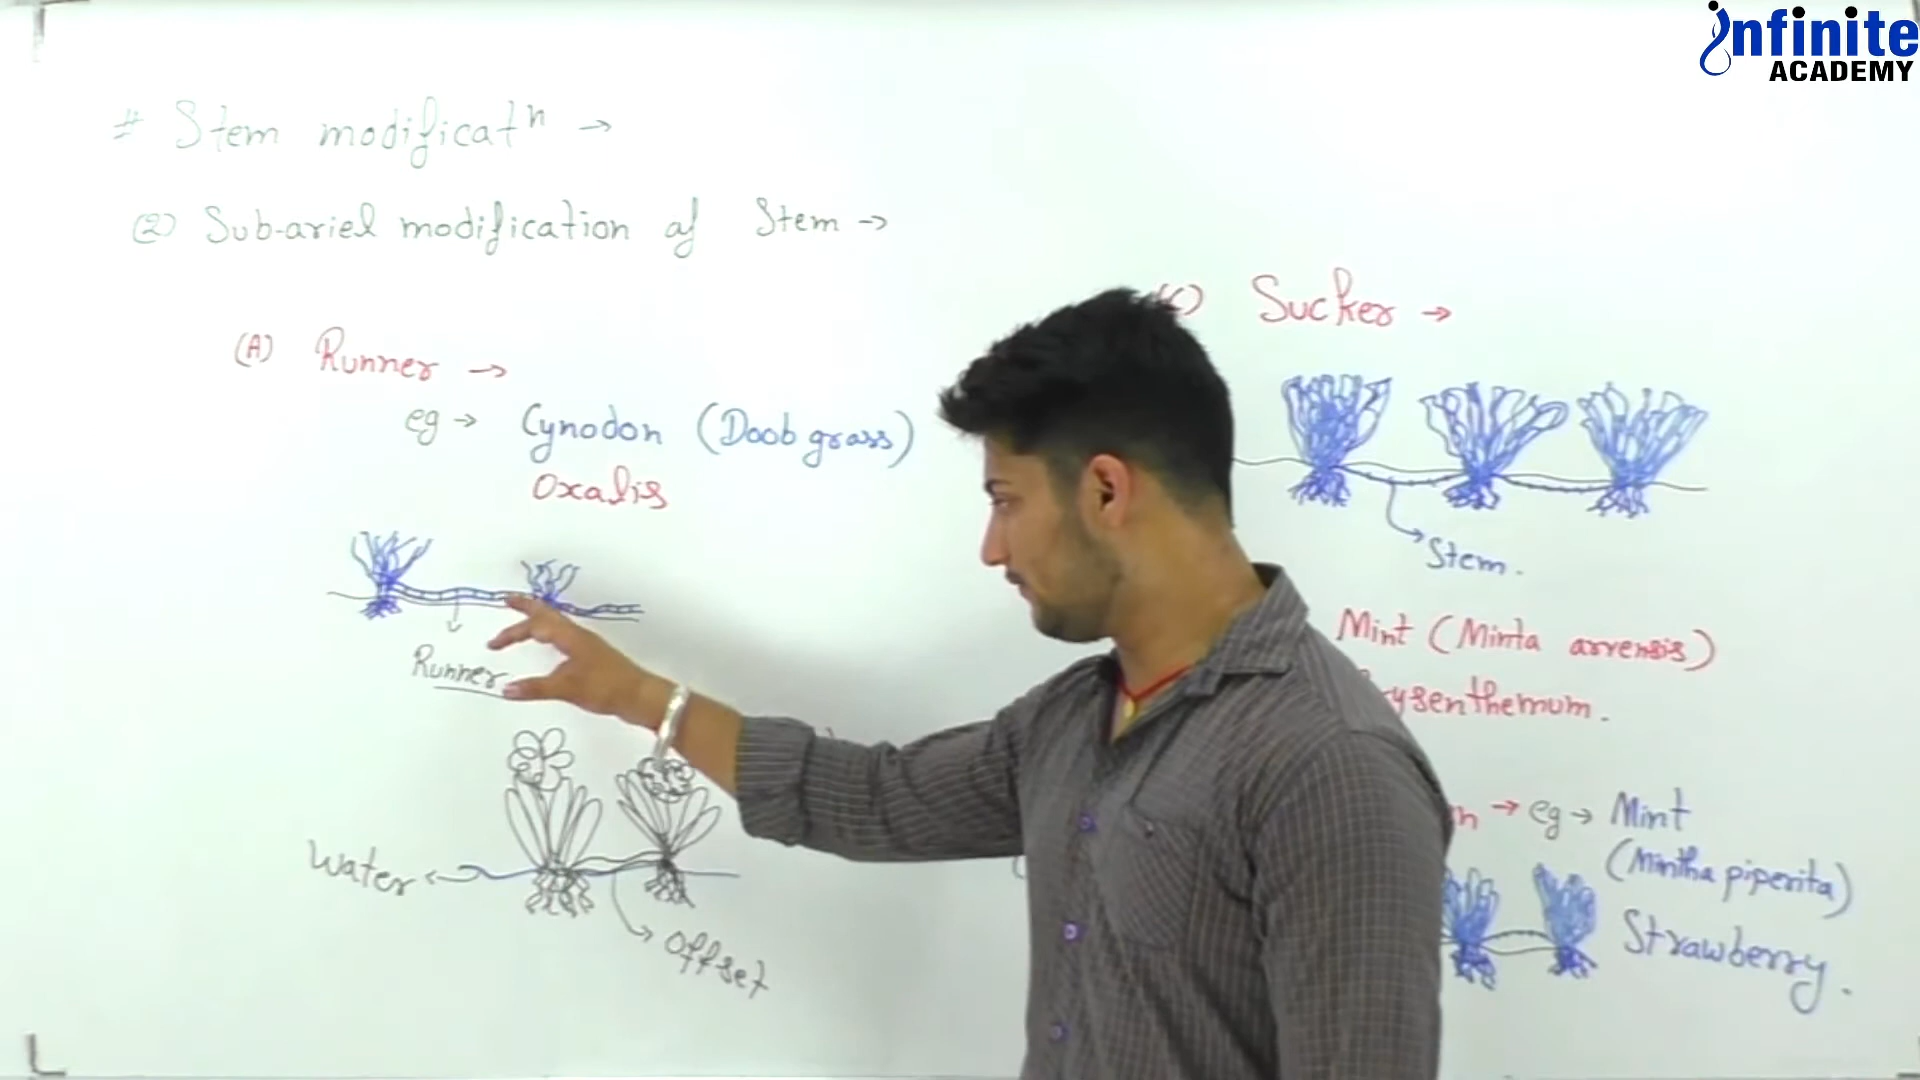 infinite
ACADEMY
# Stem modificatn →
(2) Sub-ariel modification of Stem →
(A) Runner →
eg → Cynodon (Doob grass)
Oxalis
Runner
Water
Offset
(C) Sucker →
Stem.
Mint (Minta arvensis)
ysenthemum.
n → eg → Mint
(Mintha piperita)
Strawberry.